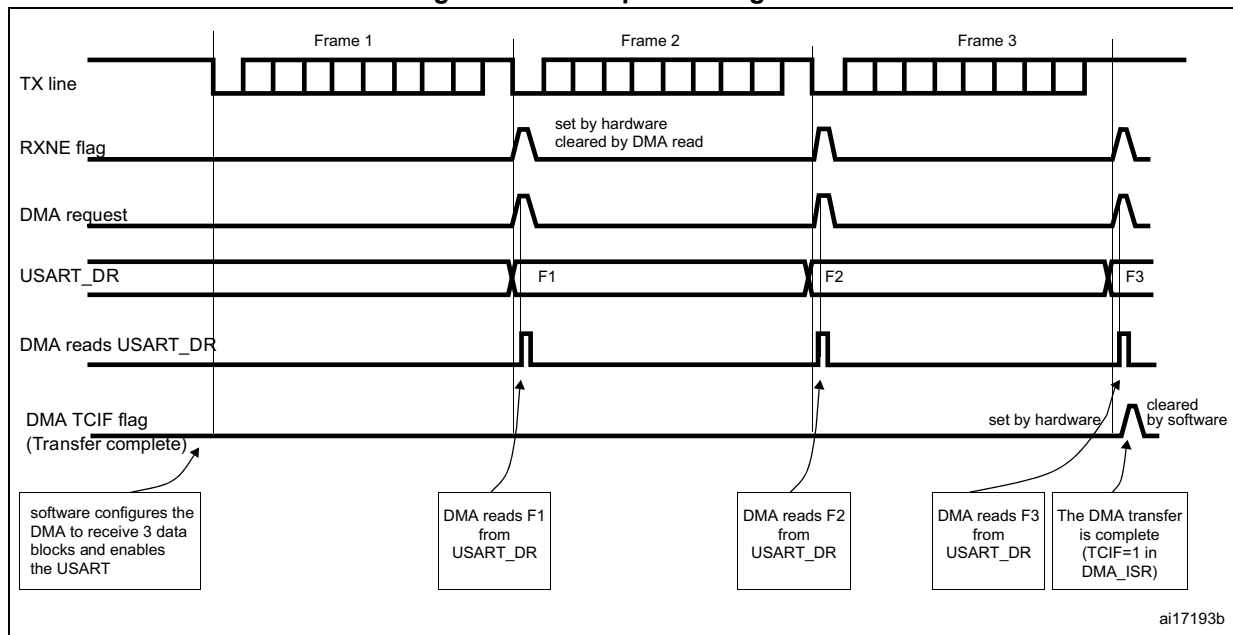 Frame 1
Frame 2
Frame 3
TX line
set by hardware
cleared by DMA read
RXNE flag
DMA request
USART_DR
F1
F2
F3
DMA reads USART_DR
DMA TCIF flag
(Transfer complete)
set by hardware
cleared
by software
software configures the
DMA to receive 3 data
blocks and enables
the USART
DMA reads F1
from
USART_DR
DMA reads F2
from
USART_DR
DMA reads F3
from
USART_DR
The DMA transfer
is complete
(TCIF=1 in
DMA_ISR)
ai17193b